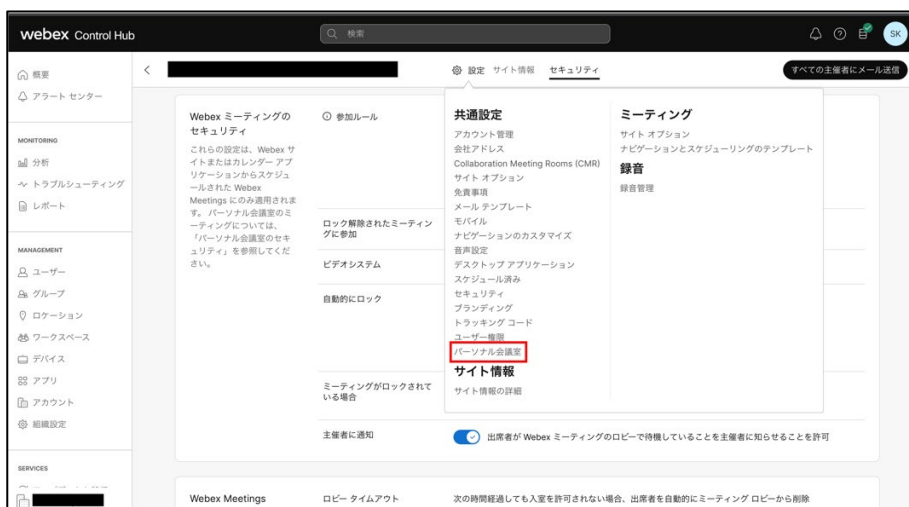 webex Control Hub
検索
SK
概要
アラート センター
MONITORING
分析
トラブルシューティング
レポート
MANAGEMENT
ユーザー
グループ
ロケーション
ワークスペース
デバイス
アプリ
アカウント
組織設定
SERVICES
設定 サイト情報 セキュリティ
すべての主催者にメール送信
Webex ミーティングの
セキュリティ
これらの設定は、Webex サ
イトまたはカレンダー アプ
リケーションからスケジュ
ールされた Webex
Meetings にのみ適用されま
す。 パーソナル会議室のミ
ーティングについては、
「パーソナル会議室のセキ
ュリティ」を参照してくだ
さい。
参加ルール
ロック解除されたミーティン
グに参加
ビデオシステム
自動的にロック
ミーティングがロックされて
いる場合
主催者に通知
共通設定
アカウント管理
会社アドレス
Collaboration Meeting Rooms (CMR)
サイト オプション
免責事項
メール テンプレート
モバイル
ナビゲーションのカスタマイズ
音声設定
デスクトップ アプリケーション
スケジュール済み
セキュリティ
ブランディング
トラッキング コード
ユーザー権限
パーソナル会議室
サイト情報
サイト情報の詳細
ミーティング
サイト オプション
ナビゲーションとスケジューリングのテンプレート
録音
録音管理
出席者が Webex ミーティングのロビーで待機していることを主催者に知らせることを許可
Webex Meetings
ロビー タイムアウト
次の時間経過しても入室を許可されない場合、出席者を自動的にミーティング ロビーから削除